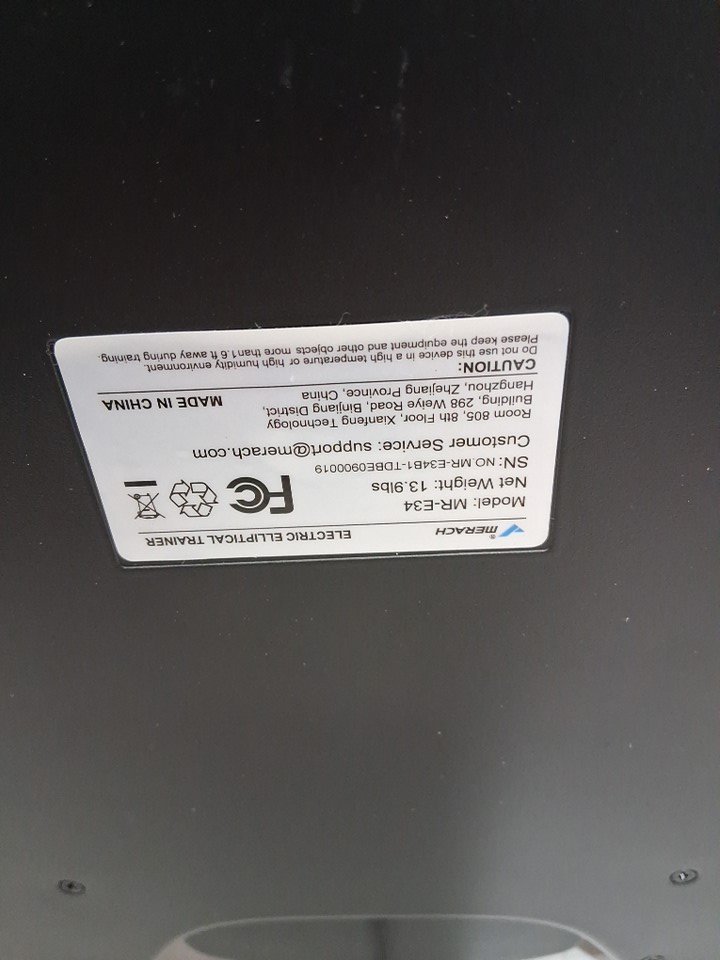 MERACH® ELECTRIC ELLIPTICAL TRAINER
Model: MR-E34
Net Weight: 13.9lbs
SN: NO.MR-E34B1-TDBE0900019
FC
Customer Service: support@merach.com
Room 805, 8th Floor, Xianfeng Technology
Building, 298 Weiye Road, Binjiang District,
Hangzhou, Zhejiang Province, China
MADE IN CHINA
CAUTION:
Do not use this device in a high temperature or high humidity environment.
Please keep the equipment and other objects more than1.6 ft away during training.